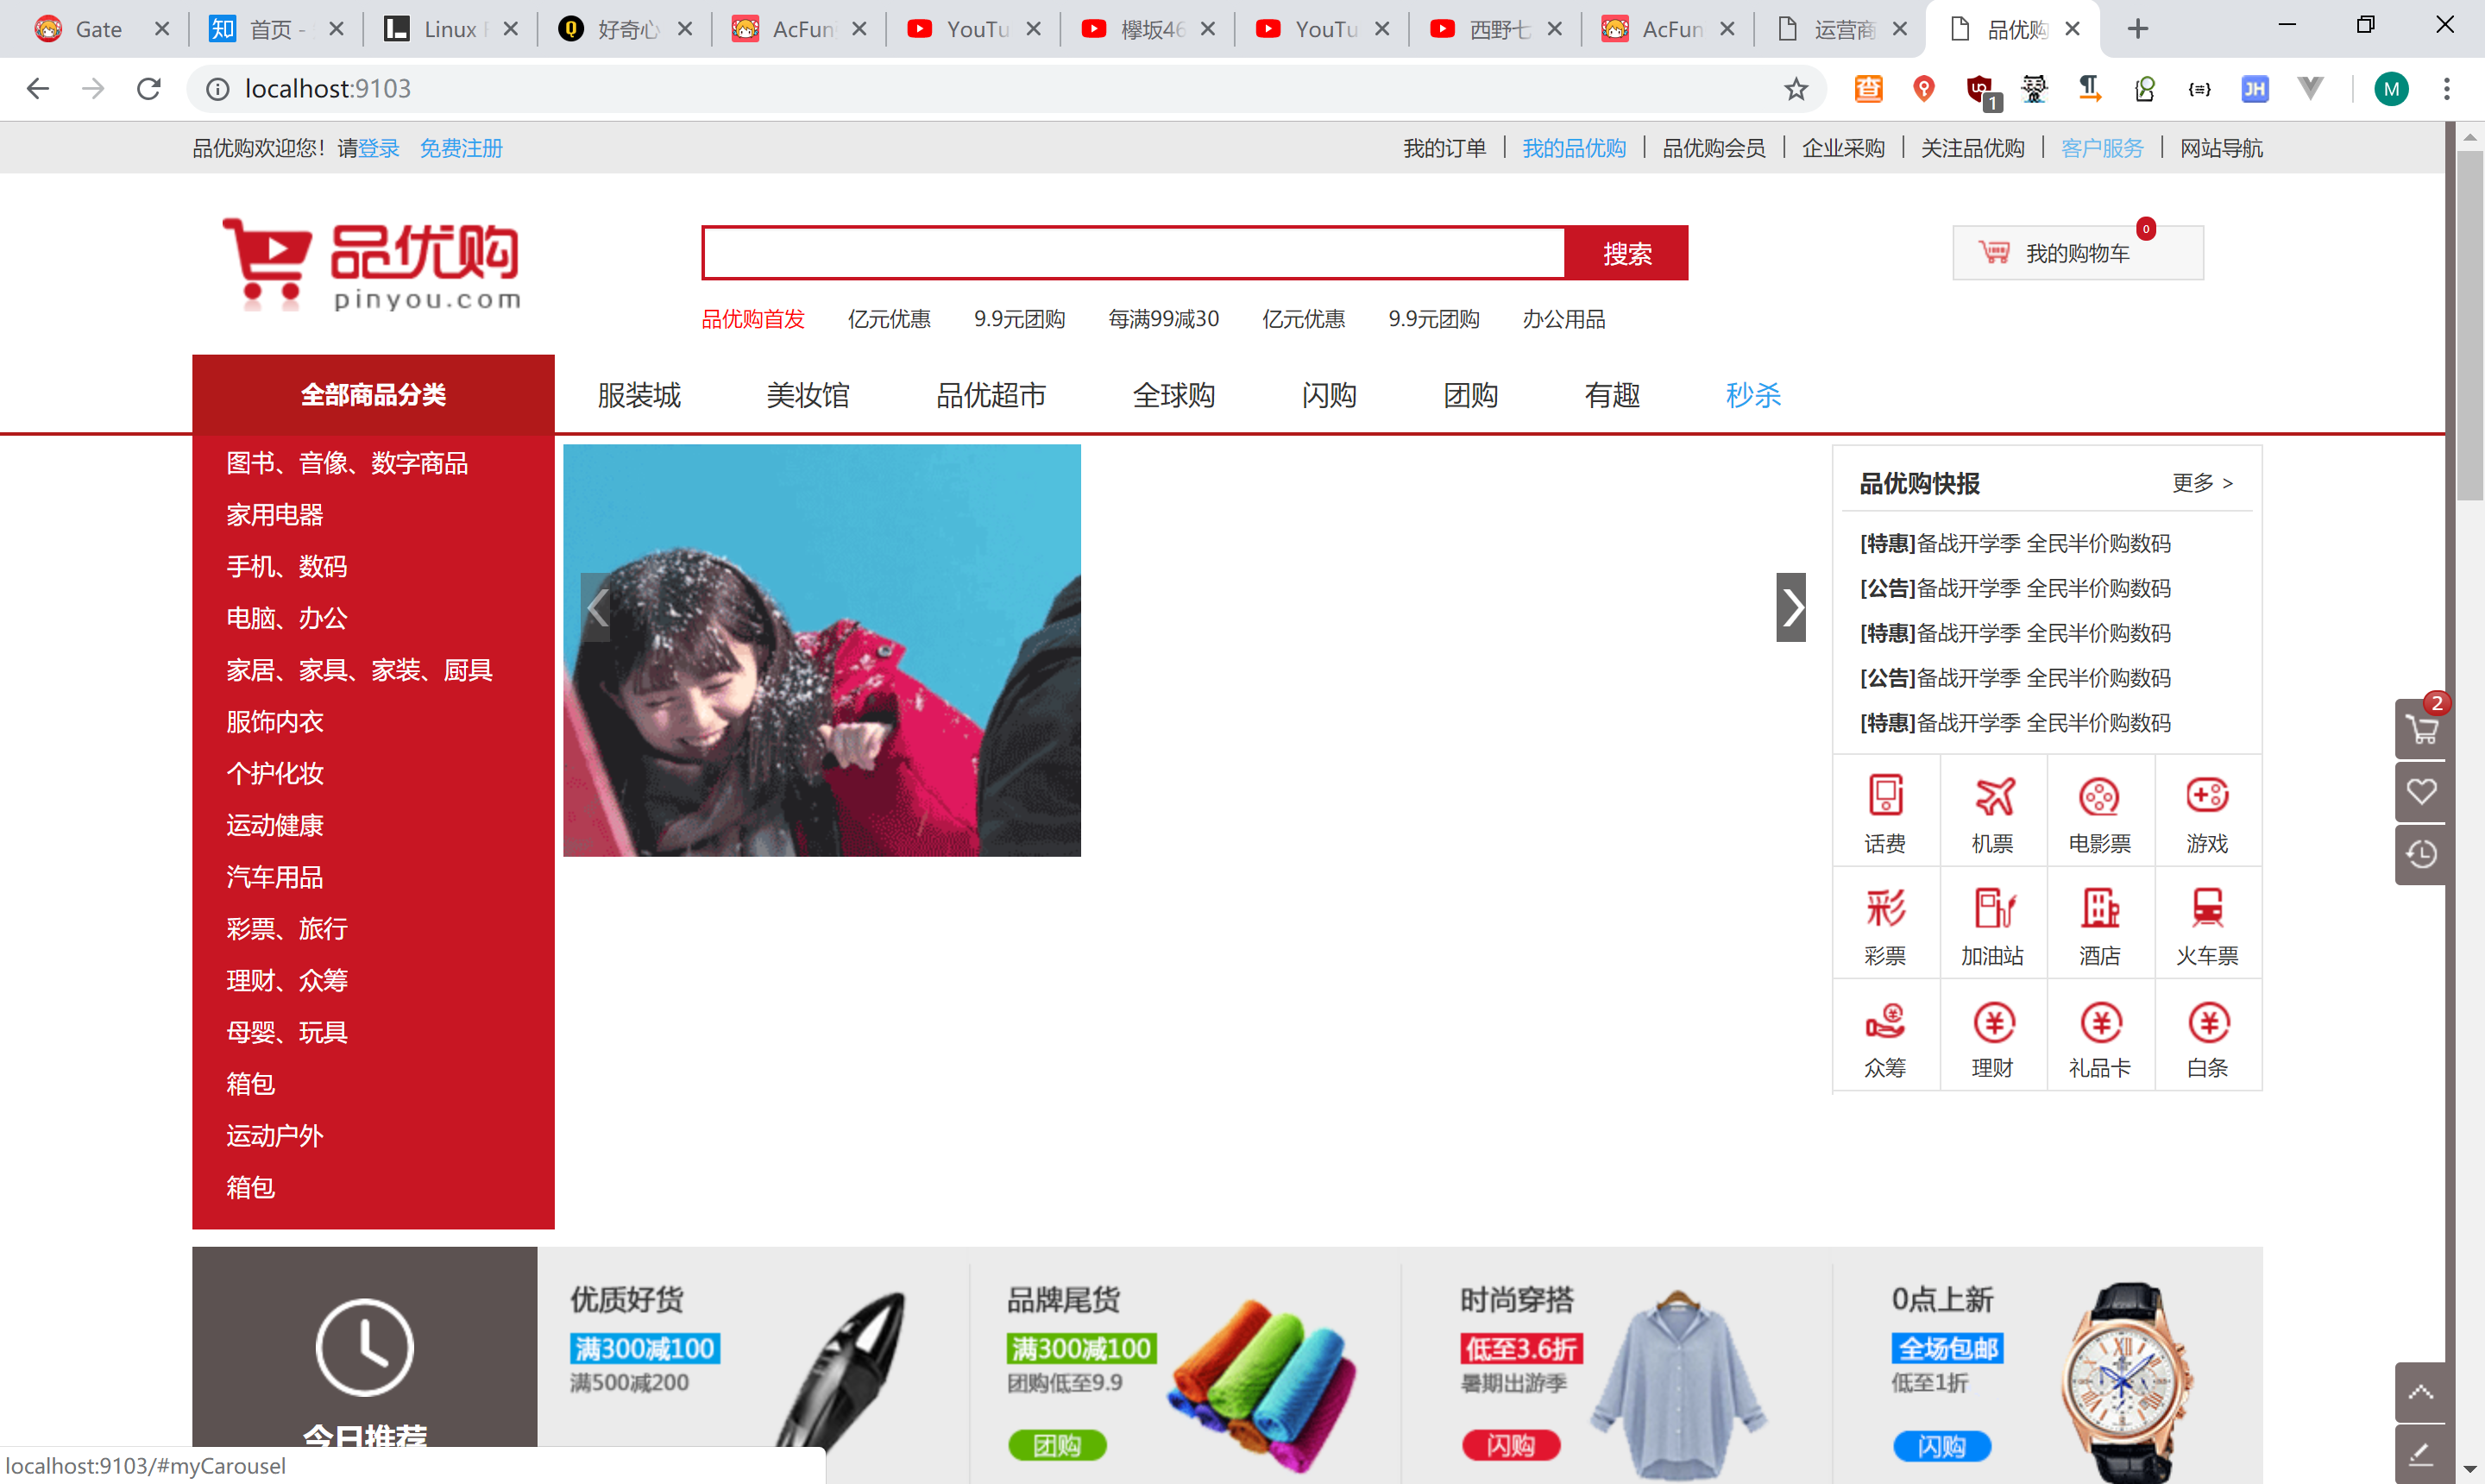 Gate 首页 - Linux 好奇心 AcFun YouTu 欅坂46 YouTu 西野七 AcFun 运营商 品优购
localhost:9103
1
JH
M
品优购欢迎您！请登录 免费注册
我的订单 我的品优购 品优购会员 企业采购 关注品优购 客户服务 网站导航
品优购
pinyou.com
搜索
0
我的购物车
品优购首发 亿元优惠 9.9元团购 每满99减30 亿元优惠 9.9元团购 办公用品
全部商品分类 服装城 美妆馆 品优超市 全球购 闪购 团购 有趣 秒杀
图书、音像、数字商品
家用电器
手机、数码
电脑、办公
家居、家具、家装、厨具
服饰内衣
个护化妆
运动健康
汽车用品
彩票、旅行
理财、众筹
母婴、玩具
箱包
运动户外
箱包
品优购快报 更多 >
[特惠]备战开学季 全民半价购数码
[公告]备战开学季 全民半价购数码
[特惠]备战开学季 全民半价购数码
[公告]备战开学季 全民半价购数码
[特惠]备战开学季 全民半价购数码
2
话费 机票 电影票 游戏
彩
彩票 加油站 酒店 火车票
众筹 理财 礼品卡 白条
今日推荐
优质好货
满300减100
满500减200
品牌尾货
满300减100
团购低至9.9
团购
时尚穿搭
低至3.6折
暑期出游季
闪购
0点上新
全场包邮
低至1折
闪购
localhost:9103/#myCarousel